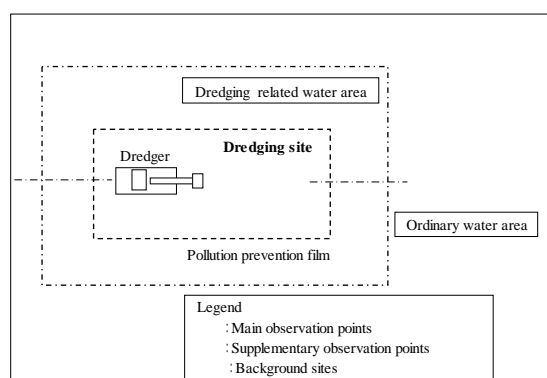 Dredging related water area
Dredging site
Dredger
Ordinary water area
Pollution prevention film
Legend
:Main observation points
:Supplementary observation points
:Background sites